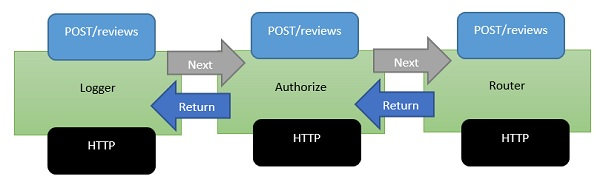 POST/reviews
POST/reviews
POST/reviews
Next
Next
Logger
Authorize
Router
Return
Return
HTTP
HTTP
HTTP